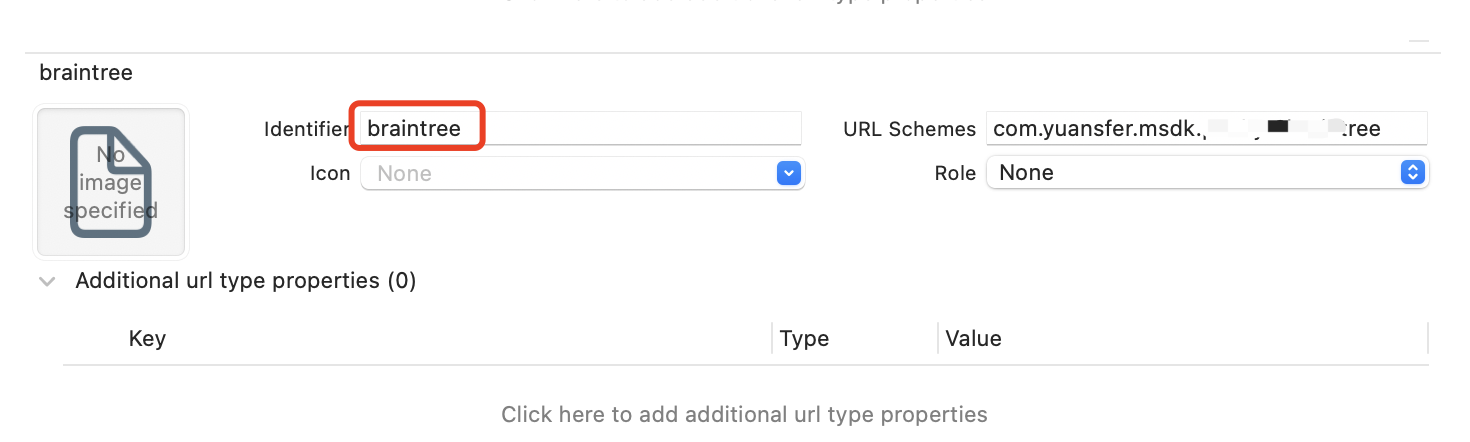 braintree
No
image
specified
Identifier braintree
URL Schemes com.yuansfer.msdk. tree
Icon None
Role None
Additional url type properties (0)
Key Type Value
Click here to add additional url type properties